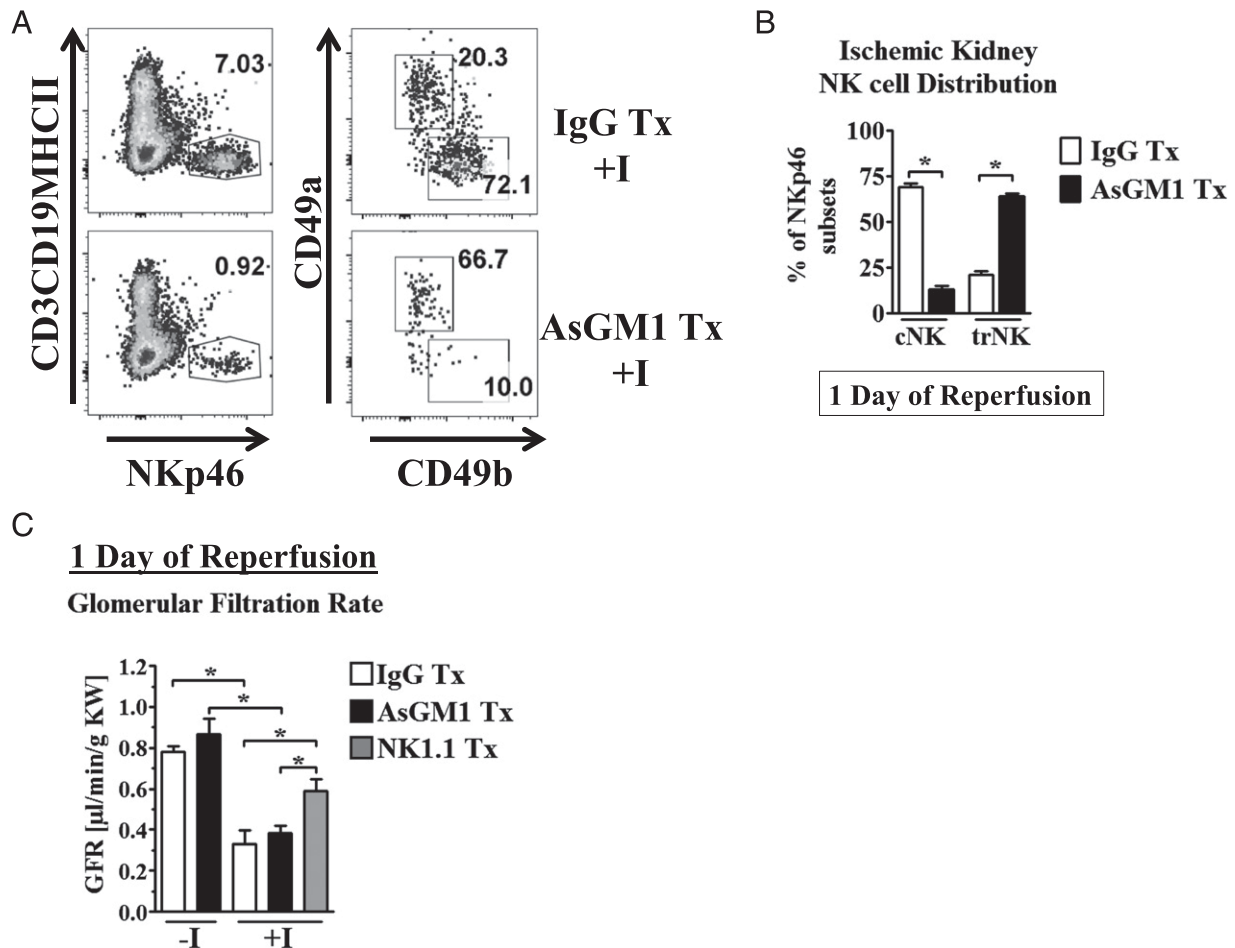 A
CD3CD19MHCII
7.03
0.92
NKp46
CD49a
20.3
72.1
66.7
10.0
CD49b
IgG Tx
+I
AsGM1 Tx
+I
B
Ischemic Kidney
NK cell Distribution
% of NKp46
subsets
100
75
50
25
0
* *
cNK trNK
IgG Tx
AsGM1 Tx
1 Day of Reperfusion
C
1 Day of Reperfusion
Glomerular Filtration Rate
GFR [µl/min/g KW]
1.2
1.0
0.8
0.6
0.4
0.2
0.0
*
*
*
*
-I +I
IgG Tx
AsGM1 Tx
NK1.1 Tx